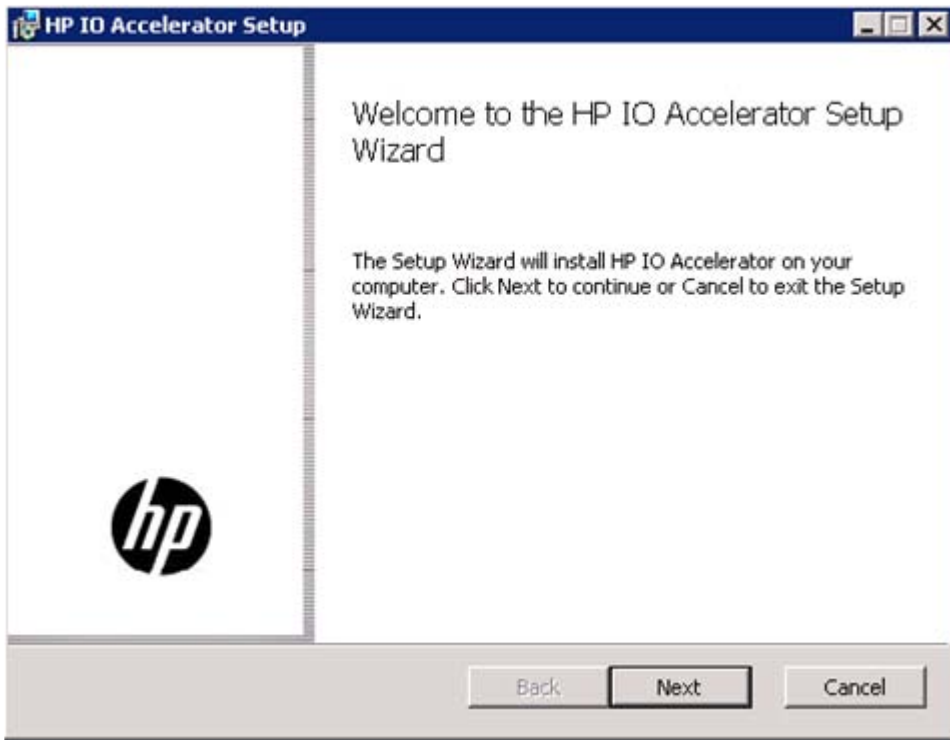 HP IO Accelerator Setup
Welcome to the HP IO Accelerator Setup
Wizard
The Setup Wizard will install HP IO Accelerator on your
computer. Click Next to continue or Cancel to exit the Setup
Wizard.
hp
Back
Next
Cancel